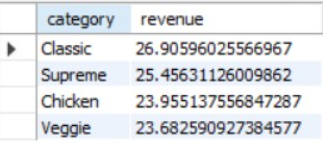 category revenue
Classic 26.90596025566967
Supreme 25.45631126009862
Chicken 23.955137556847287
Veggie 23.682590927384577